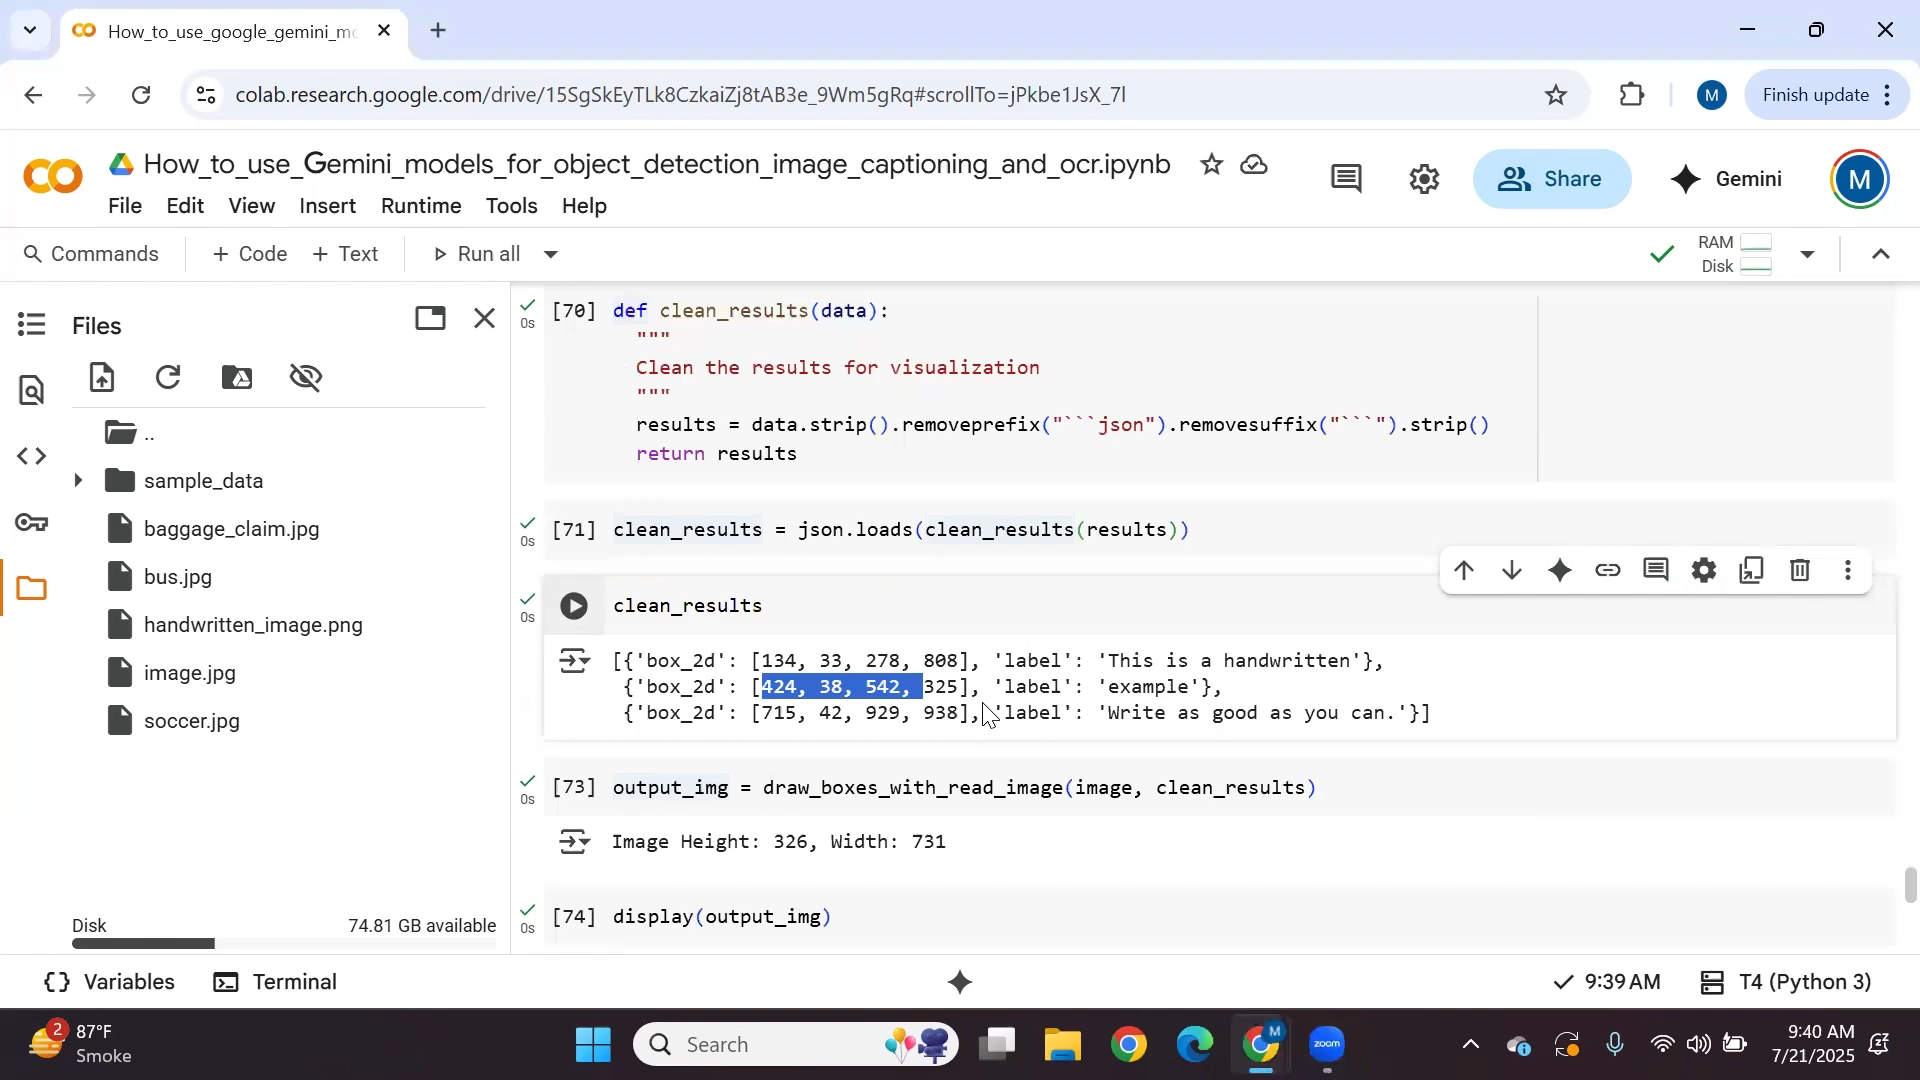 How_to_use_google_gemini_mo
colab.research.google.com/drive/15SgSkEyTLk8CzkaiZj8tAB3e_9Wm5gRq#scrollTo=jPkbe1JsX_7l
M
Finish update
How_to_use_Gemini_models_for_object_detection_image_captioning_and_ocr.ipynb
Share
Gemini
M
File Edit View Insert Runtime Tools Help
Commands
+ Code + Text
Run all
RAM
Disk
Files
..
sample_data
baggage_claim.jpg
bus.jpg
handwritten_image.png
image.jpg
soccer.jpg
Disk 74.81 GB available
0s
[70] def clean_results(data):
"""
Clean the results for visualization
"""
results = data.strip().removeprefix("```json").removesuffix("```").strip()
return results
0s
[71] clean_results = json.loads(clean_results(results))
0s
clean_results
[{'box_2d': [134, 33, 278, 808], 'label': 'This is a handwritten'},
{'box_2d': [424, 38, 542, 325], 'label': 'example'},
{'box_2d': [715, 42, 929, 938], 'label': 'Write as good as you can.'}]
0s
[73] output_img = draw_boxes_with_read_image(image, clean_results)
Image Height: 326, Width: 731
0s
[74] display(output_img)
{} Variables Terminal
9:39 AM T4 (Python 3)
2
87°F
Smoke
Search
M
zoom
9:40 AM
7/21/2025